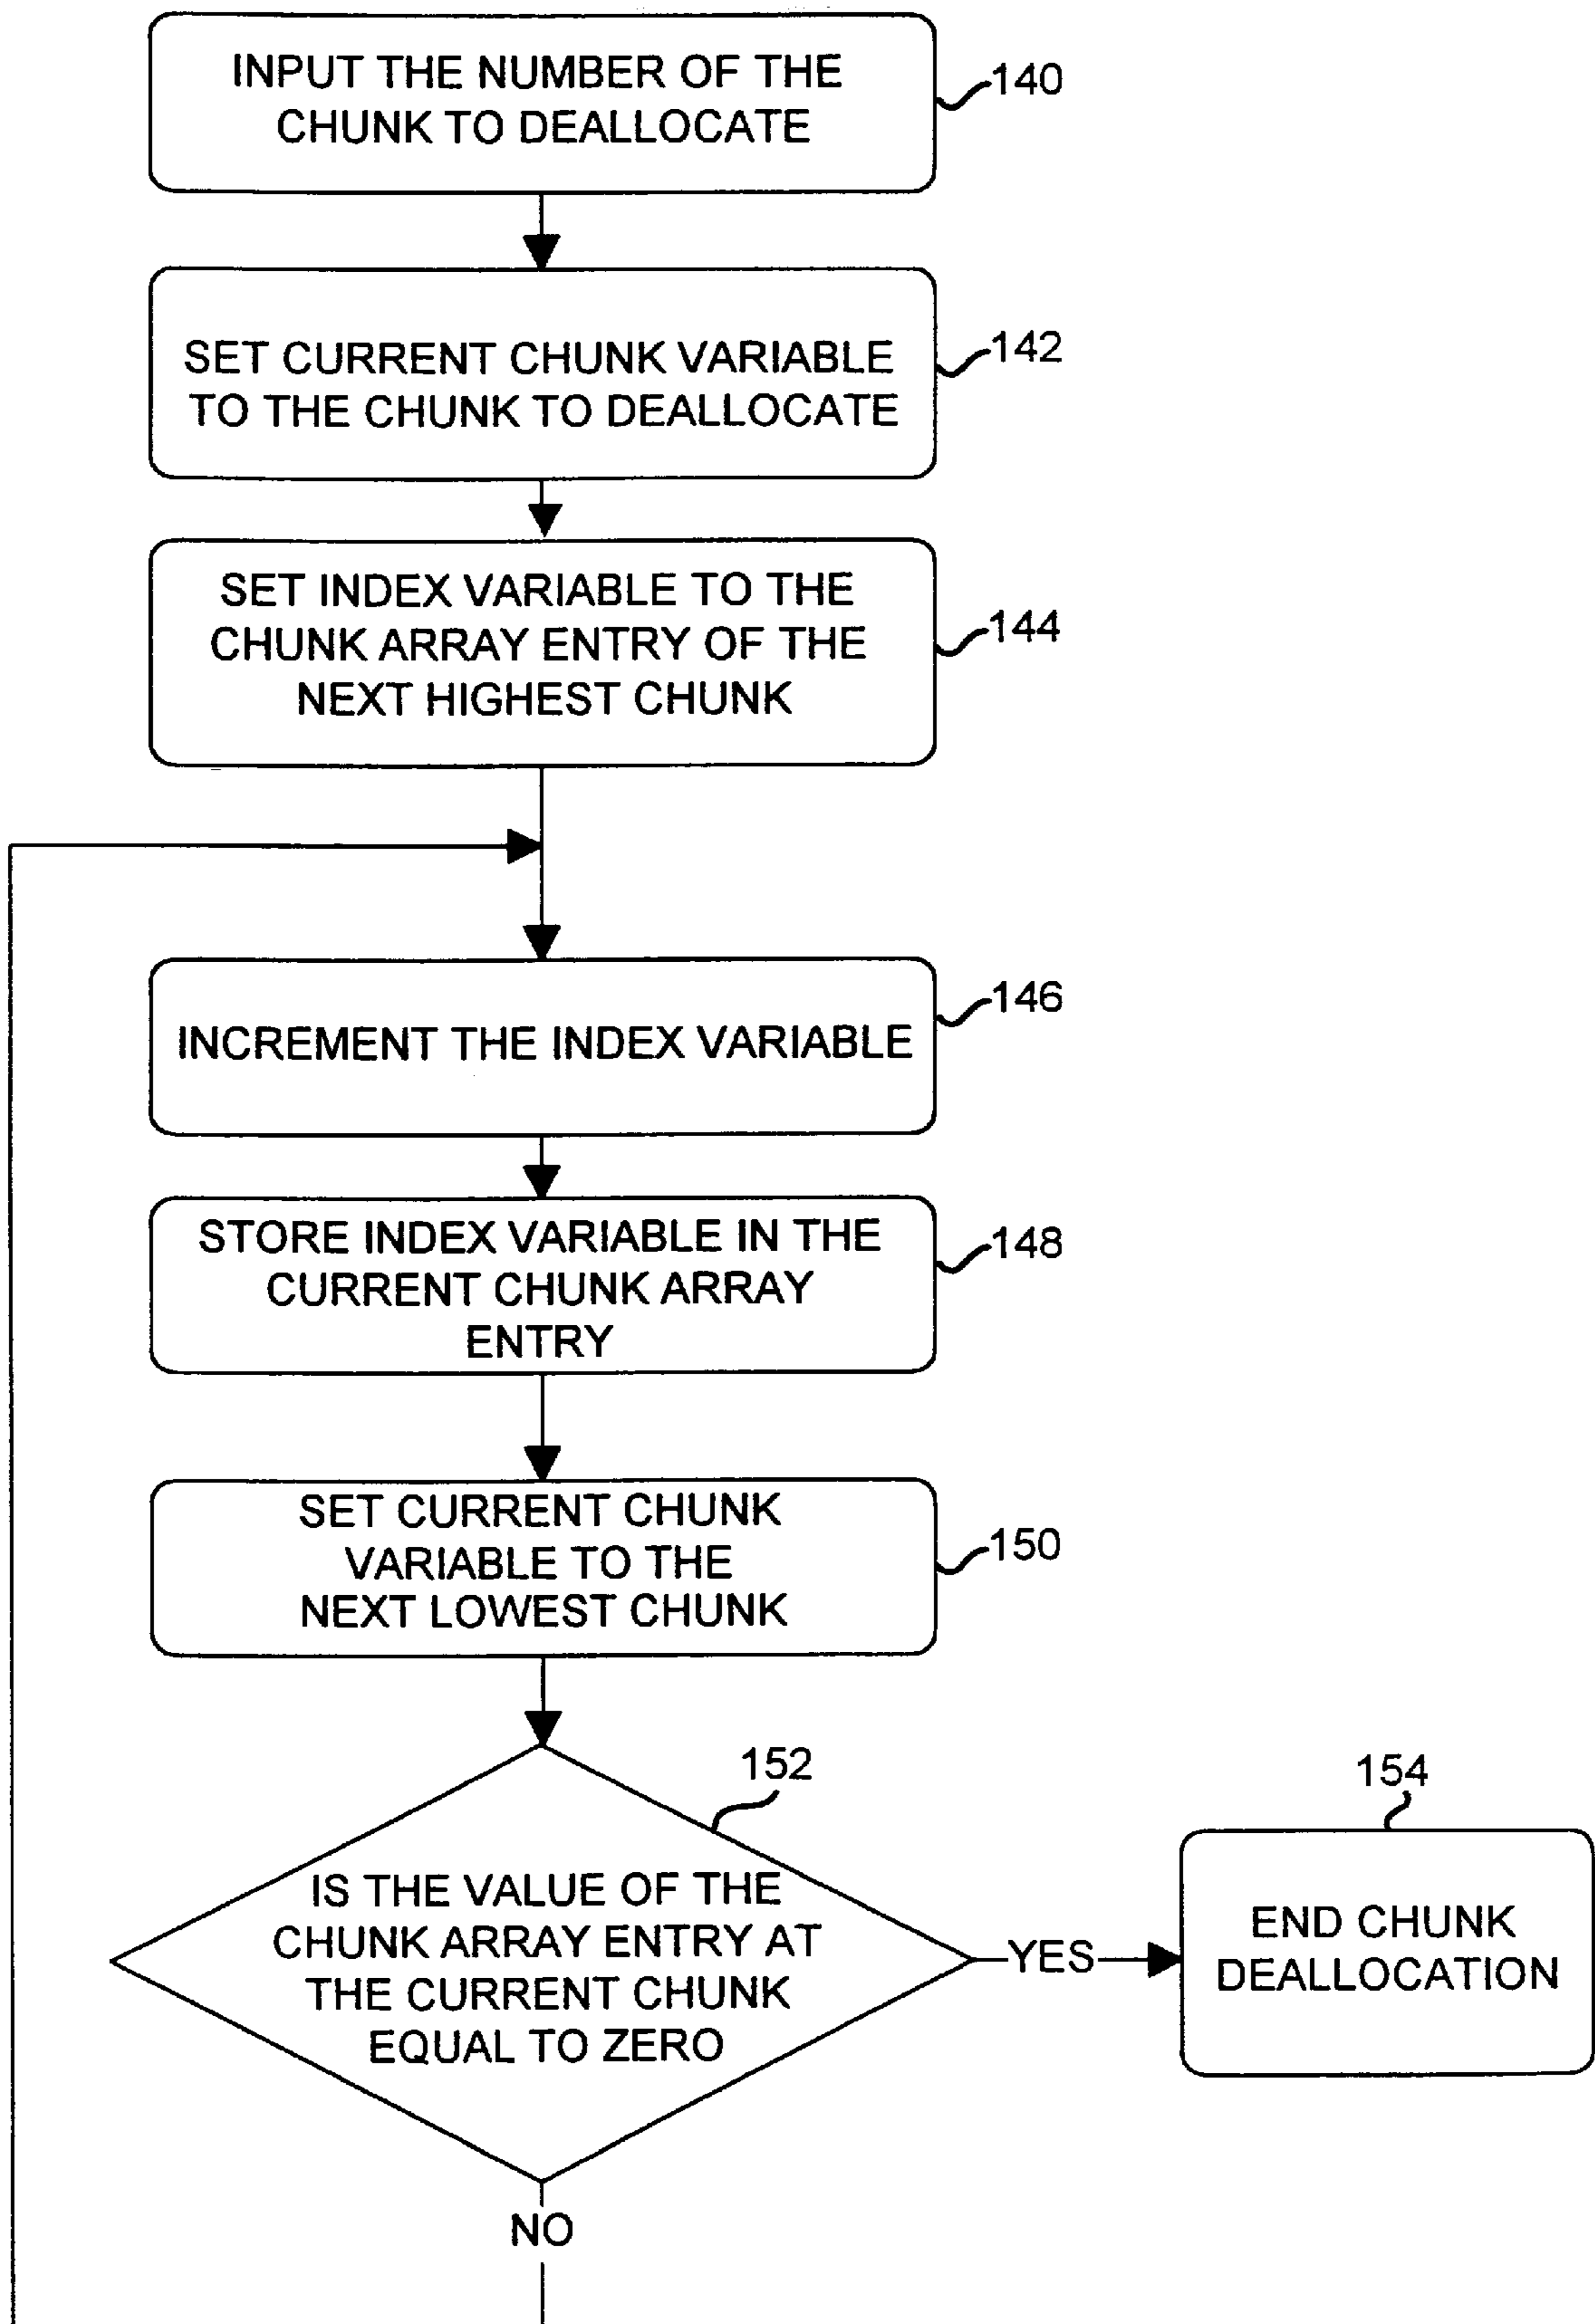 INPUT THE NUMBER OF THE
CHUNK TO DEALLOCATE
140
SET CURRENT CHUNK VARIABLE
TO THE CHUNK TO DEALLOCATE
142
SET INDEX VARIABLE TO THE
CHUNK ARRAY ENTRY OF THE
NEXT HIGHEST CHUNK
144
INCREMENT THE INDEX VARIABLE
146
STORE INDEX VARIABLE IN THE
CURRENT CHUNK ARRAY
ENTRY
148
SET CURRENT CHUNK
VARIABLE TO THE
NEXT LOWEST CHUNK
150
152
IS THE VALUE OF THE
CHUNK ARRAY ENTRY AT
THE CURRENT CHUNK
EQUAL TO ZERO
YES
154
END CHUNK
DEALLOCATION
NO